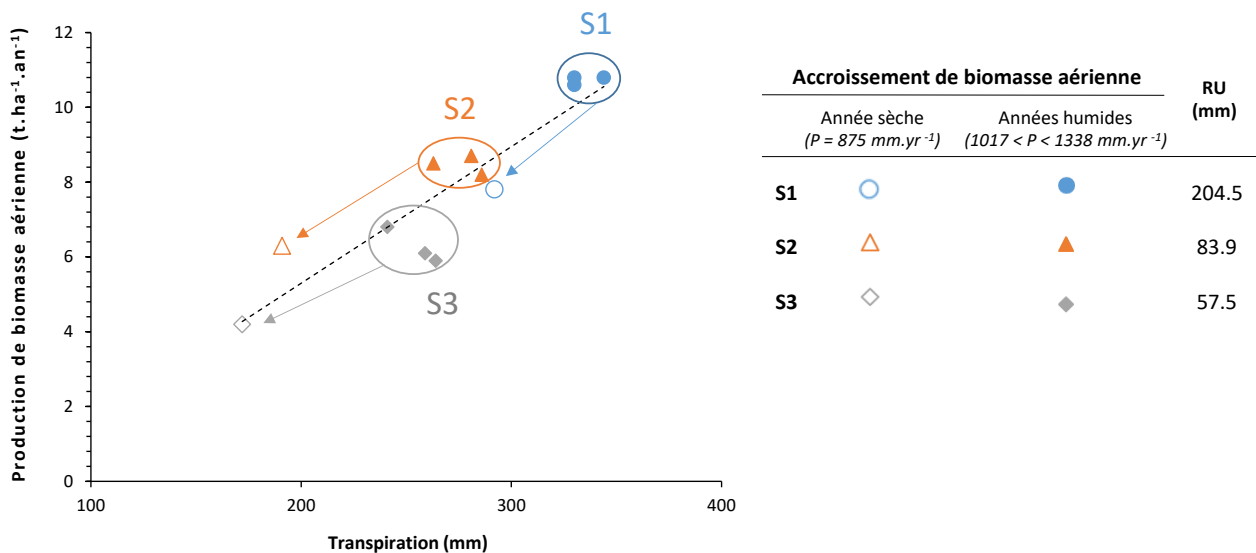 Production de biomasse aérienne (t.ha⁻¹.an⁻¹)
12
10
8
6
4
2
0
100
200
300
400
Transpiration (mm)
S1
S2
S3
Accroissement de biomasse aérienne
RU
(mm)
Année sèche
(P = 875 mm.yr ⁻¹)
Années humides
(1017 < P < 1338 mm.yr ⁻¹)
S1
204.5
S2
83.9
S3
57.5